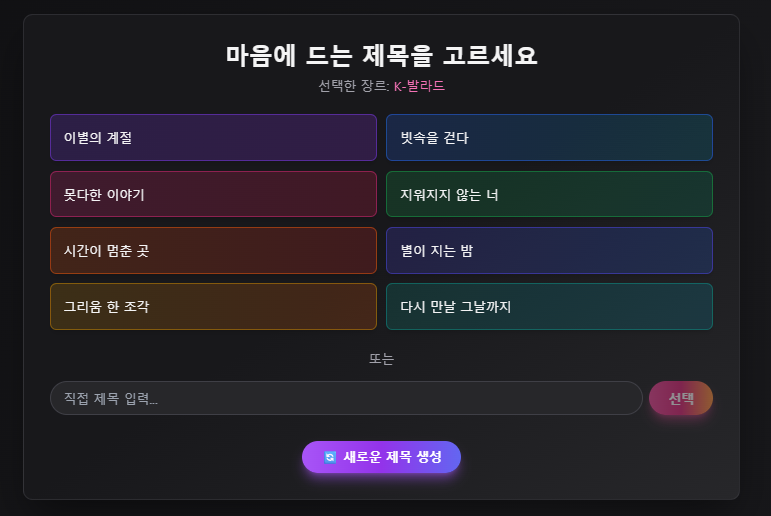 마음에 드는 제목을 고르세요
선택한 장르: K-발라드
이별의 계절
빗속을 걷다
못다한 이야기
지워지지 않는 너
시간이 멈춘 곳
별이 지는 밤
그리움 한 조각
다시 만날 그날까지
또는
직접 제목 입력...
선택
새로운 제목 생성